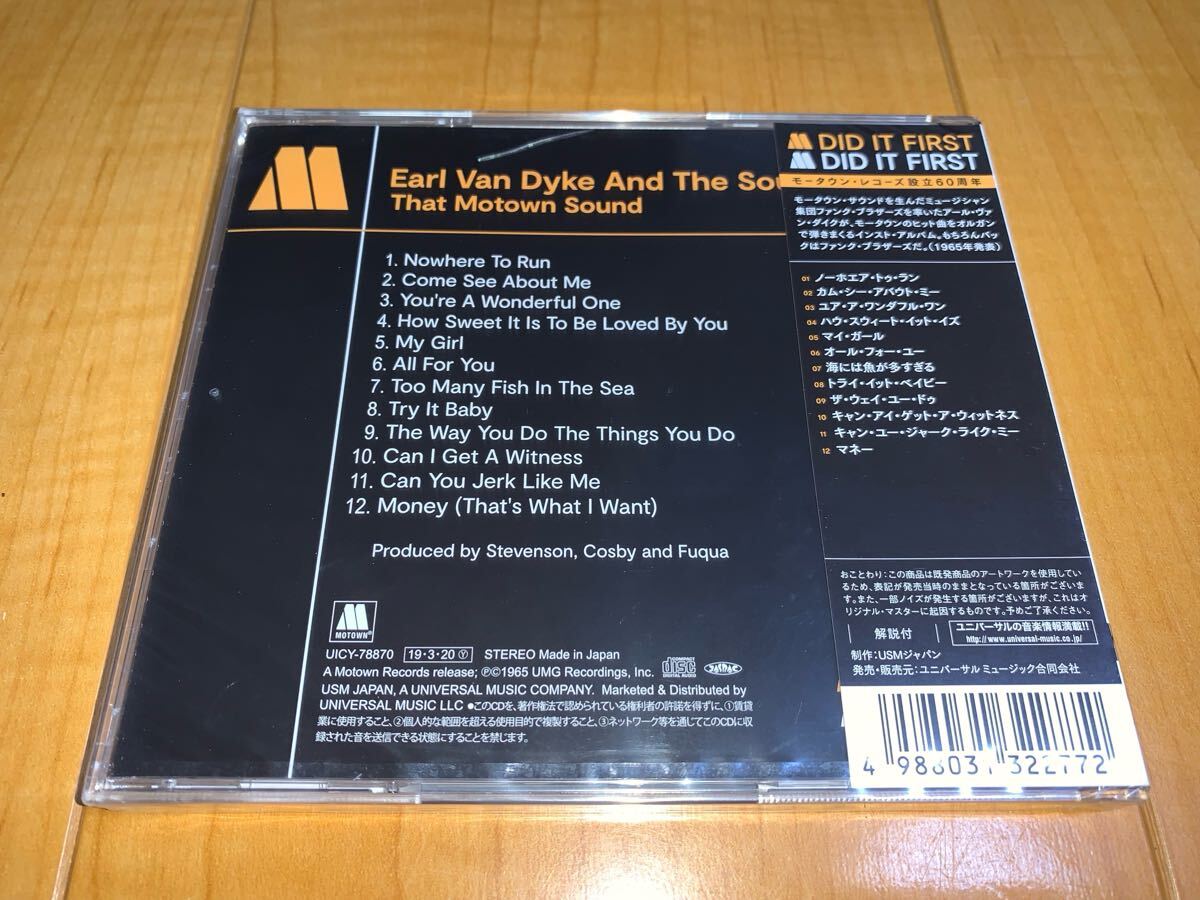 Earl Van Dyke And The Sou
That Motown Sound
1. Nowhere To Run
2. Come See About Me
3. You're A Wonderful One
4. How Sweet It Is To Be Loved By You
5. My Girl
6. All For You
7. Too Many Fish In The Sea
8. Try It Baby
9. The Way You Do The Things You Do
10. Can I Get A Witness
11. Can You Jerk Like Me
12. Money (That's What I Want)
Produced by Stevenson, Cosby and Fuqua
MOTOWN®
UICY-78870 19・3・20 Ⓨ STEREO Made in Japan
A Motown Records release; ℗©1965 UMG Recordings, Inc.
USM JAPAN, A UNIVERSAL MUSIC COMPANY. Marketed & Distributed by
UNIVERSAL MUSIC LLC ●このCDを、著作権法で認められている権利者の許諾を得ずに、①賃貸
業に使用すること、②個人的な範囲を超える使用目的で複製すること、③ネットワーク等を通じてこのCDに収
録された音を送信できる状態にすることを禁じます。
COMPACT
disc
DIGITAL AUDIO
DID IT FIRST
DID IT FIRST
モータウン・レコーズ設立60周年
モータウン・サウンドを生んだミュージシャン
集団ファンク・ブラザーズを率いたアール・ヴァ
ン・ダイクが、モータウンのヒット曲をオルガン
で弾きまくるインスト・アルバム。もちろんバック
はファンク・ブラザーズだ。(1965年発表)
01 ノーホエア・トゥ・ラン
02 カム・シー・アバウト・ミー
03 ユア・ア・ワンダフル・ワン
04 ハウ・スウィート・イット・イズ
05 マイ・ガール
06 オール・フォー・ユー
07 海には魚が多すぎる
08 トライ・イット・ベイビー
09 ザ・ウェイ・ユー・ドゥ
10 キャン・アイ・ゲット・ア・ウィットネス
11 キャン・ユー・ジャーク・ライク・ミー
12 マネー
おことわり:この商品は既発商品のアートワークを使用してい
るため、表記が発売当時のままとなっている箇所がございま
す。また、一部ノイズが発生する箇所がございますが、これはオ
リジナル・マスターに起因するものです。予めご了承ください。
解説付
ユニバーサルの音楽情報満載!!
http://www.universal-music.co.jp/
制作:USMジャパン
発売・販売元:ユニバーサル ミュージック合同会社
4 988031 322772